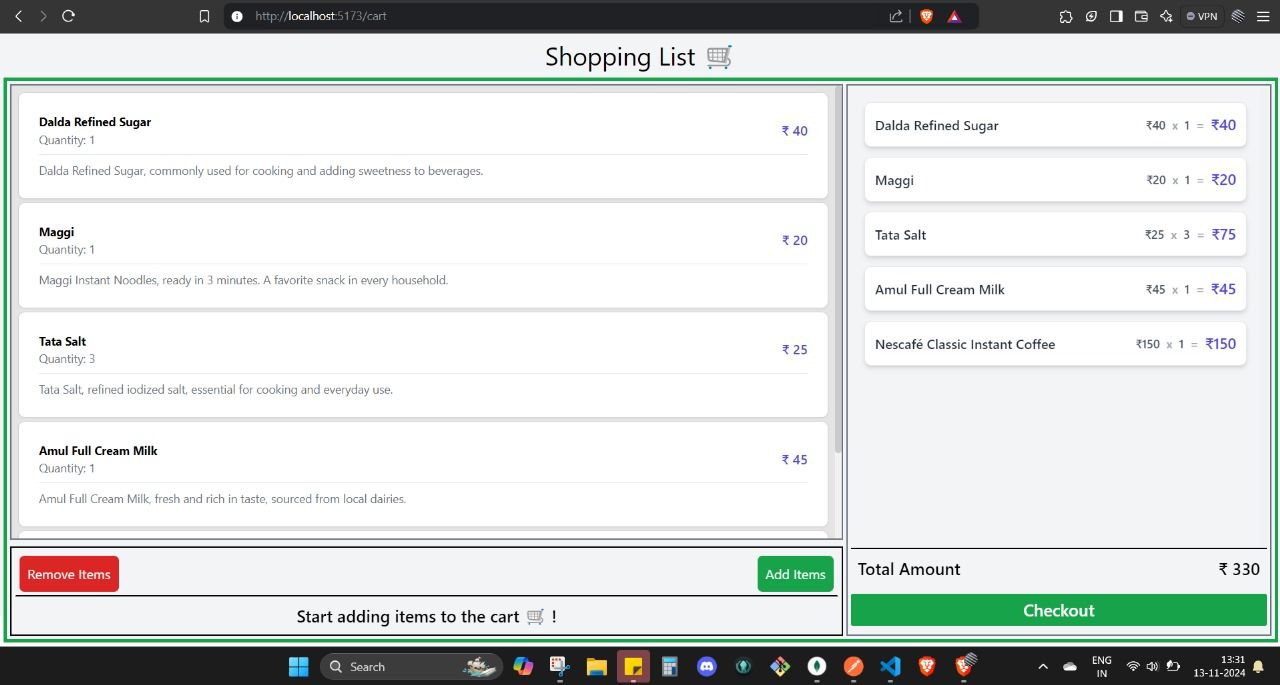 http://localhost:5173/cart
VPN
Shopping List
Dalda Refined Sugar
Quantity: 1
₹ 40
Dalda Refined Sugar, commonly used for cooking and adding sweetness to beverages.
Maggi
Quantity: 1
₹ 20
Maggi Instant Noodles, ready in 3 minutes. A favorite snack in every household.
Tata Salt
Quantity: 3
₹ 25
Tata Salt, refined iodized salt, essential for cooking and everyday use.
Amul Full Cream Milk
Quantity: 1
₹ 45
Amul Full Cream Milk, fresh and rich in taste, sourced from local dairies.
Remove Items
Add Items
Start adding items to the cart 🛒 !
Dalda Refined Sugar ₹40 x 1 = ₹40
Maggi ₹20 x 1 = ₹20
Tata Salt ₹25 x 3 = ₹75
Amul Full Cream Milk ₹45 x 1 = ₹45
Nescafé Classic Instant Coffee ₹150 x 1 = ₹150
Total Amount ₹ 330
Checkout
Search
ENG
IN
13:31
13-11-2024